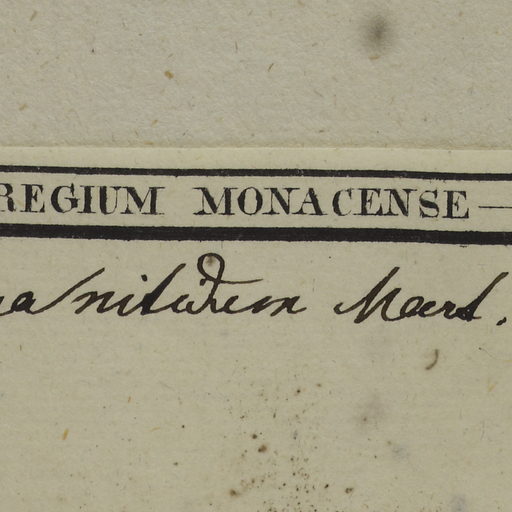 REGIUM MONACENSE —
nitidum Mart.